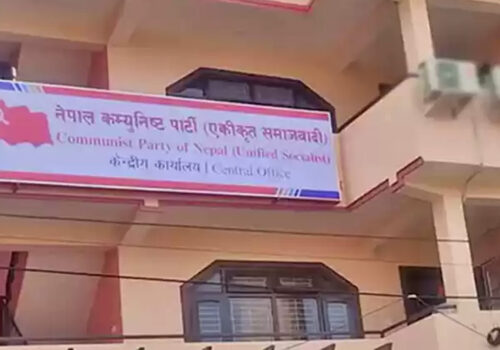 नेपाल कम्युनिष्ट पार्टी (एकीकृत समाजवादी)
Communist Party of Nepal (Unified Socialist)
केन्द्रीय कार्यालय | Central Office